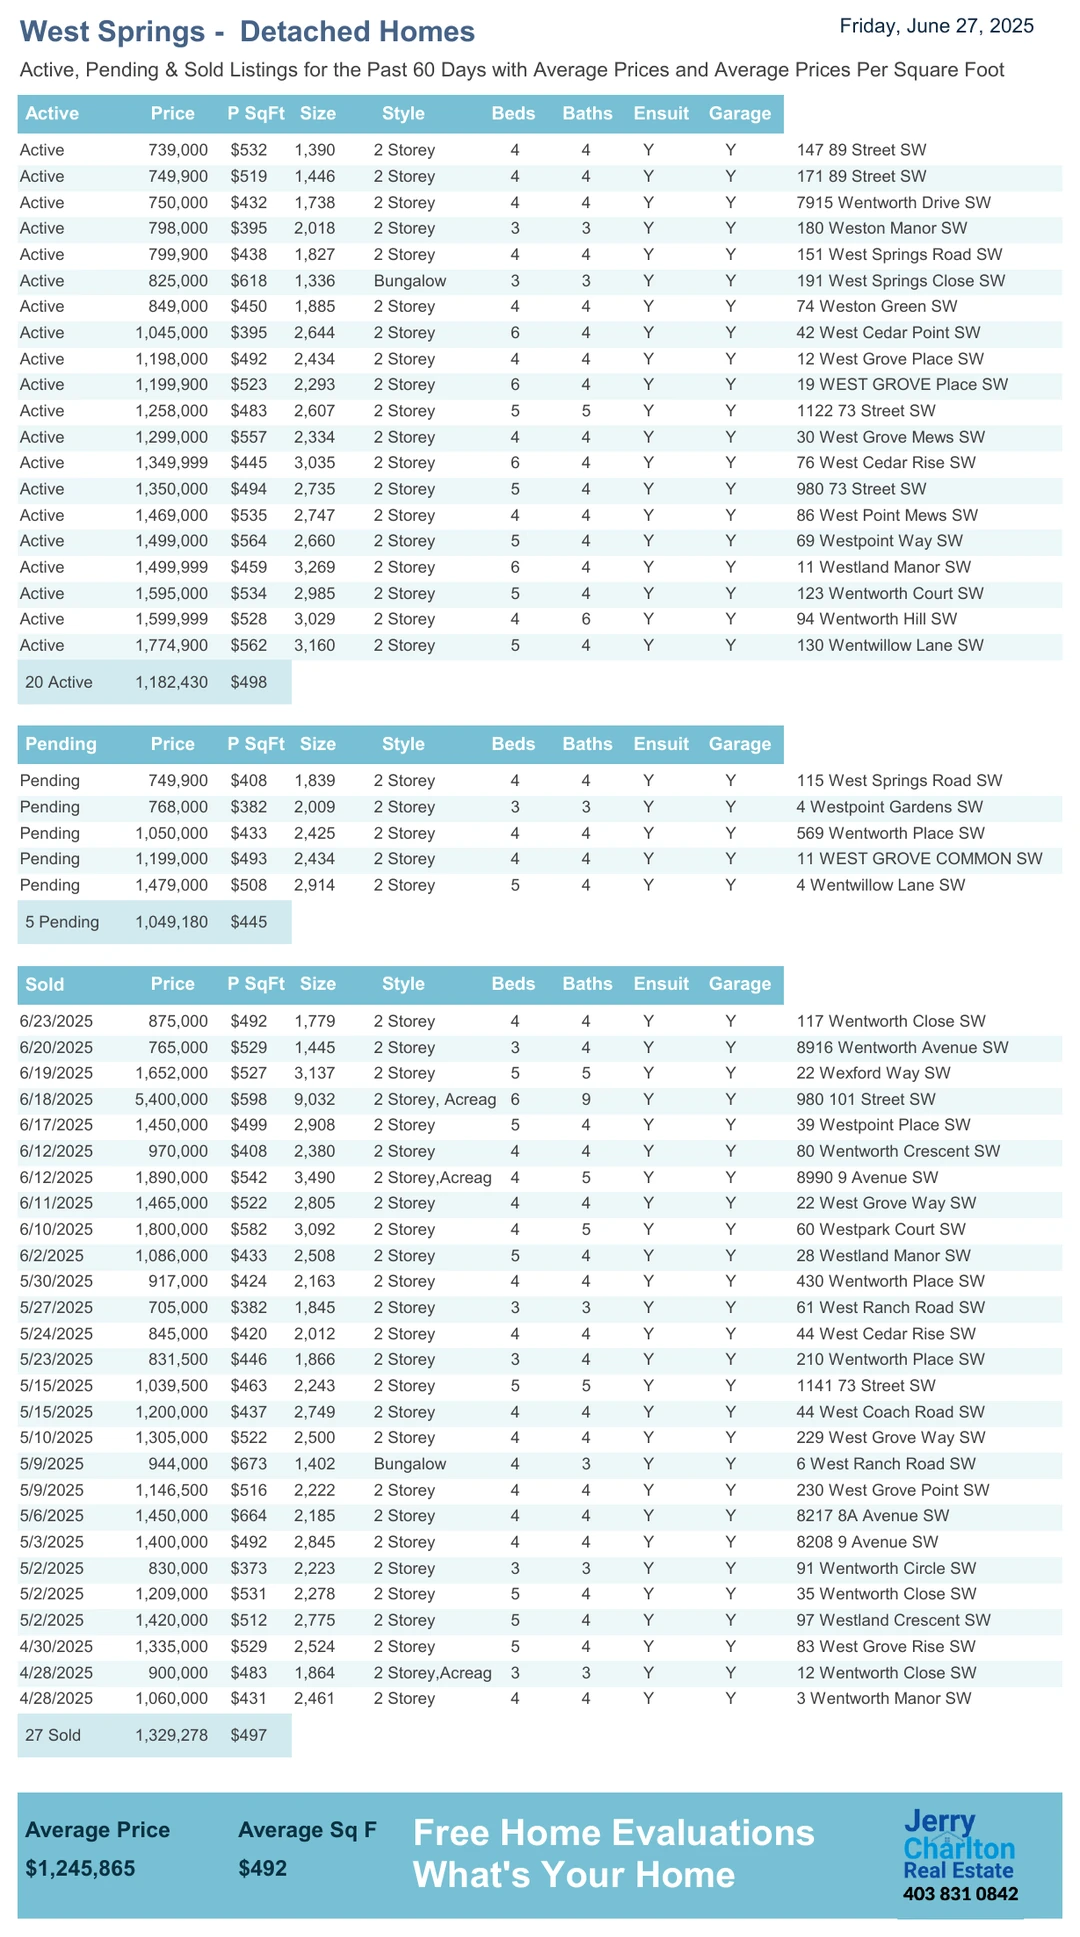 West Springs -  Detached Homes
Friday, June 27, 2025
Active, Pending & Sold Listings for the Past 60 Days with Average Prices and Average Prices Per Square Foot
Active Price P SqFt Size Style Beds Baths Ensuit Garage
Active 739,000 $532 1,390 2 Storey 4 4 Y Y 147 89 Street SW
Active 749,900 $519 1,446 2 Storey 4 4 Y Y 171 89 Street SW
Active 750,000 $432 1,738 2 Storey 4 4 Y Y 7915 Wentworth Drive SW
Active 798,000 $395 2,018 2 Storey 3 3 Y Y 180 Weston Manor SW
Active 799,900 $438 1,827 2 Storey 4 4 Y Y 151 West Springs Road SW
Active 825,000 $618 1,336 Bungalow 3 3 Y Y 191 West Springs Close SW
Active 849,000 $450 1,885 2 Storey 4 4 Y Y 74 Weston Green SW
Active 1,045,000 $395 2,644 2 Storey 6 4 Y Y 42 West Cedar Point SW
Active 1,198,000 $492 2,434 2 Storey 4 4 Y Y 12 West Grove Place SW
Active 1,199,900 $523 2,293 2 Storey 6 4 Y Y 19 WEST GROVE Place SW
Active 1,258,000 $483 2,607 2 Storey 5 5 Y Y 1122 73 Street SW
Active 1,299,000 $557 2,334 2 Storey 4 4 Y Y 30 West Grove Mews SW
Active 1,349,999 $445 3,035 2 Storey 6 4 Y Y 76 West Cedar Rise SW
Active 1,350,000 $494 2,735 2 Storey 5 4 Y Y 980 73 Street SW
Active 1,469,000 $535 2,747 2 Storey 4 4 Y Y 86 West Point Mews SW
Active 1,499,000 $564 2,660 2 Storey 5 4 Y Y 69 Westpoint Way SW
Active 1,499,999 $459 3,269 2 Storey 6 4 Y Y 11 Westland Manor SW
Active 1,595,000 $534 2,985 2 Storey 5 4 Y Y 123 Wentworth Court SW
Active 1,599,999 $528 3,029 2 Storey 4 6 Y Y 94 Wentworth Hill SW
Active 1,774,900 $562 3,160 2 Storey 5 4 Y Y 130 Wentwillow Lane SW
20 Active 1,182,430 $498
Pending Price P SqFt Size Style Beds Baths Ensuit Garage
Pending 749,900 $408 1,839 2 Storey 4 4 Y Y 115 West Springs Road SW
Pending 768,000 $382 2,009 2 Storey 3 3 Y Y 4 Westpoint Gardens SW
Pending 1,050,000 $433 2,425 2 Storey 4 4 Y Y 569 Wentworth Place SW
Pending 1,199,000 $493 2,434 2 Storey 4 4 Y Y 11 WEST GROVE COMMON SW
Pending 1,479,000 $508 2,914 2 Storey 5 4 Y Y 4 Wentwillow Lane SW
5 Pending 1,049,180 $445
Sold Price P SqFt Size Style Beds Baths Ensuit Garage
6/23/2025 875,000 $492 1,779 2 Storey 4 4 Y Y 117 Wentworth Close SW
6/20/2025 765,000 $529 1,445 2 Storey 3 4 Y Y 8916 Wentworth Avenue SW
6/19/2025 1,652,000 $527 3,137 2 Storey 5 5 Y Y 22 Wexford Way SW
6/18/2025 5,400,000 $598 9,032 2 Storey, Acreag 6 9 Y Y 980 101 Street SW
6/17/2025 1,450,000 $499 2,908 2 Storey 5 4 Y Y 39 Westpoint Place SW
6/12/2025 970,000 $408 2,380 2 Storey 4 4 Y Y 80 Wentworth Crescent SW
6/12/2025 1,890,000 $542 3,490 2 Storey,Acreag 4 5 Y Y 8990 9 Avenue SW
6/11/2025 1,465,000 $522 2,805 2 Storey 4 4 Y Y 22 West Grove Way SW
6/10/2025 1,800,000 $582 3,092 2 Storey 4 5 Y Y 60 Westpark Court SW
6/2/2025 1,086,000 $433 2,508 2 Storey 5 4 Y Y 28 Westland Manor SW
5/30/2025 917,000 $424 2,163 2 Storey 4 4 Y Y 430 Wentworth Place SW
5/27/2025 705,000 $382 1,845 2 Storey 3 3 Y Y 61 West Ranch Road SW
5/24/2025 845,000 $420 2,012 2 Storey 4 4 Y Y 44 West Cedar Rise SW
5/23/2025 831,500 $446 1,866 2 Storey 3 4 Y Y 210 Wentworth Place SW
5/15/2025 1,039,500 $463 2,243 2 Storey 5 5 Y Y 1141 73 Street SW
5/15/2025 1,200,000 $437 2,749 2 Storey 4 4 Y Y 44 West Coach Road SW
5/10/2025 1,305,000 $522 2,500 2 Storey 4 4 Y Y 229 West Grove Way SW
5/9/2025 944,000 $673 1,402 Bungalow 4 3 Y Y 6 West Ranch Road SW
5/9/2025 1,146,500 $516 2,222 2 Storey 4 4 Y Y 230 West Grove Point SW
5/6/2025 1,450,000 $664 2,185 2 Storey 4 4 Y Y 8217 8A Avenue SW
5/3/2025 1,400,000 $492 2,845 2 Storey 4 4 Y Y 8208 9 Avenue SW
5/2/2025 830,000 $373 2,223 2 Storey 3 3 Y Y 91 Wentworth Circle SW
5/2/2025 1,209,000 $531 2,278 2 Storey 5 4 Y Y 35 Wentworth Close SW
5/2/2025 1,420,000 $512 2,775 2 Storey 5 4 Y Y 97 Westland Crescent SW
4/30/2025 1,335,000 $529 2,524 2 Storey 5 4 Y Y 83 West Grove Rise SW
4/28/2025 900,000 $483 1,864 2 Storey,Acreag 3 3 Y Y 12 Wentworth Close SW
4/28/2025 1,060,000 $431 2,461 2 Storey 4 4 Y Y 3 Wentworth Manor SW
27 Sold 1,329,278 $497
Average Price Average Sq F
$1,245,865 $492
Free Home Evaluations
What's Your Home
Jerry
Charlton
Real Estate
403 831 0842